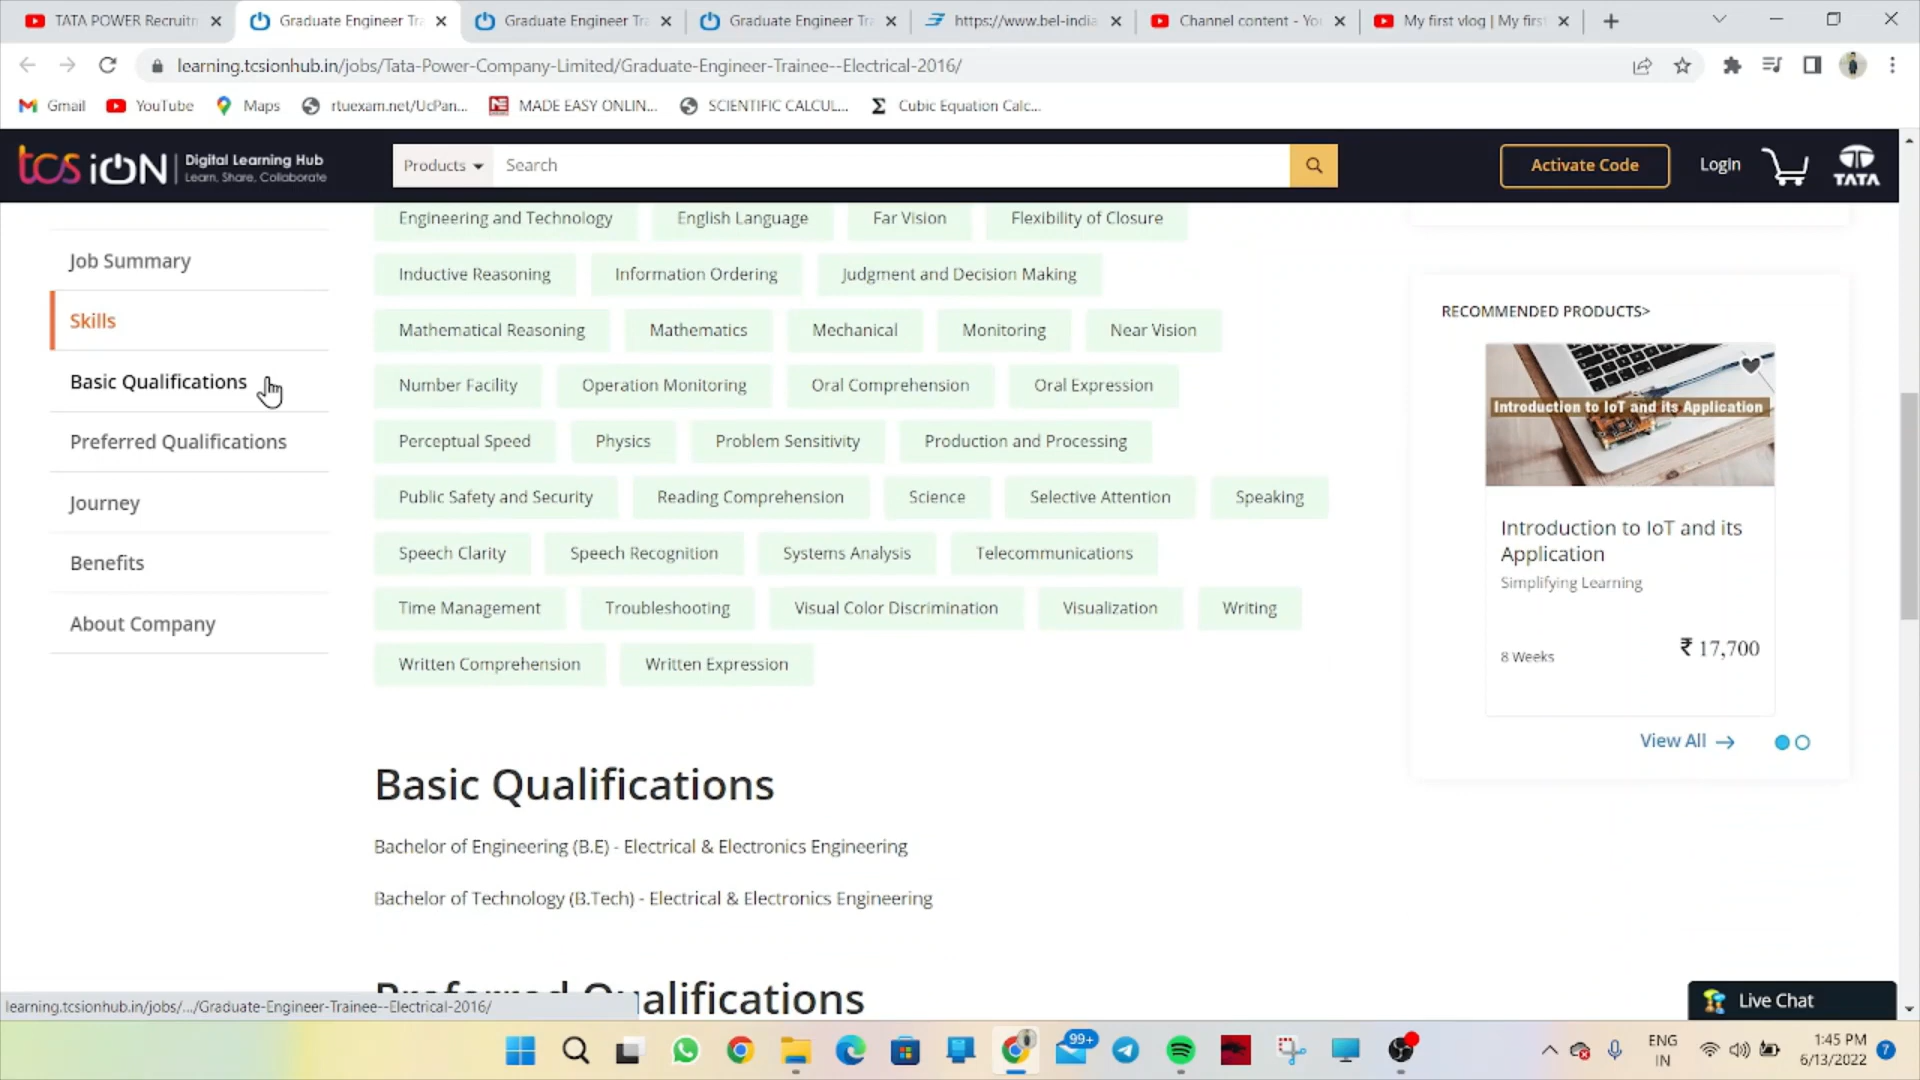 TATA POWER Recruitm
Graduate Engineer Tra
Graduate Engineer Tra
Graduate Engineer Tra
https://www.bel-india
Channel content - You
My first vlog | My first
learning.tcsionhub.in/jobs/Tata-Power-Company-Limited/Graduate-Engineer-Trainee--Electrical-2016/
Gmail YouTube Maps rtuexam.net/UcPan... MADE EASY ONLIN... SCIENTIFIC CALCUL... Cubic Equation Calc...
tcs iON Digital Learning Hub
Learn, Share, Collaborate
Products Search
Activate Code Login TATA
Job Summary
Skills
Basic Qualifications
Preferred Qualifications
Journey
Benefits
About Company
Engineering and Technology English Language Far Vision Flexibility of Closure
Inductive Reasoning Information Ordering Judgment and Decision Making
Mathematical Reasoning Mathematics Mechanical Monitoring Near Vision
Number Facility Operation Monitoring Oral Comprehension Oral Expression
Perceptual Speed Physics Problem Sensitivity Production and Processing
Public Safety and Security Reading Comprehension Science Selective Attention Speaking
Speech Clarity Speech Recognition Systems Analysis Telecommunications
Time Management Troubleshooting Visual Color Discrimination Visualization Writing
Written Comprehension Written Expression
Basic Qualifications
Bachelor of Engineering (B.E) - Electrical & Electronics Engineering
Bachelor of Technology (B.Tech) - Electrical & Electronics Engineering
Preferred Qualifications
RECOMMENDED PRODUCTS>
Introduction to IoT and its Application
Introduction to IoT and its
Application
Simplifying Learning
8 Weeks ₹ 17,700
View All
Live Chat
learning.tcsionhub.in/jobs/.../Graduate-Engineer-Trainee--Electrical-2016/
99+
ENG
IN
1:45 PM
6/13/2022
7